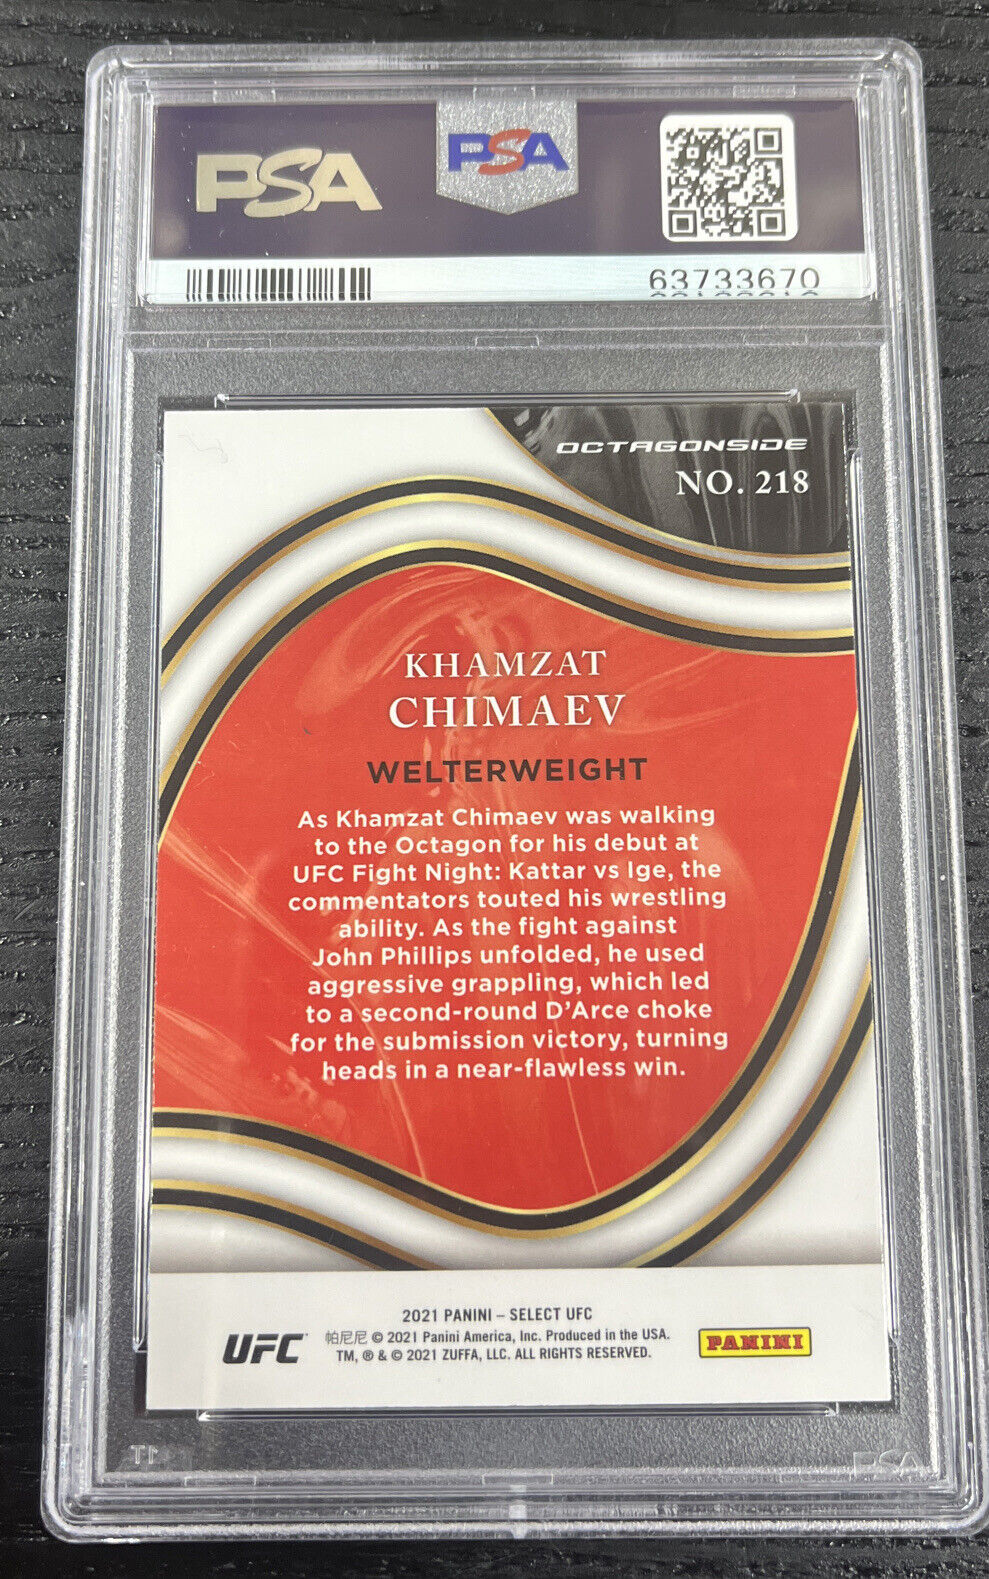 PSA PSA
63733670
OCTAGONSIDE
NO. 218
KHAMZAT
CHIMAEV
WELTERWEIGHT
As Khamzat Chimaev was walking
to the Octagon for his debut at
UFC Fight Night: Kattar vs Ige, the
commentators touted his wrestling
ability. As the fight against
John Phillips unfolded, he used
aggressive grappling, which led
to a second-round D'Arce choke
for the submission victory, turning
heads in a near-flawless win.
2021 PANINI – SELECT UFC
UFC 帕尼尼 © 2021 Panini America, Inc. Produced in the USA. PANINI
TM, ® & © 2021 ZUFFA, LLC. ALL RIGHTS RESERVED.
PSA